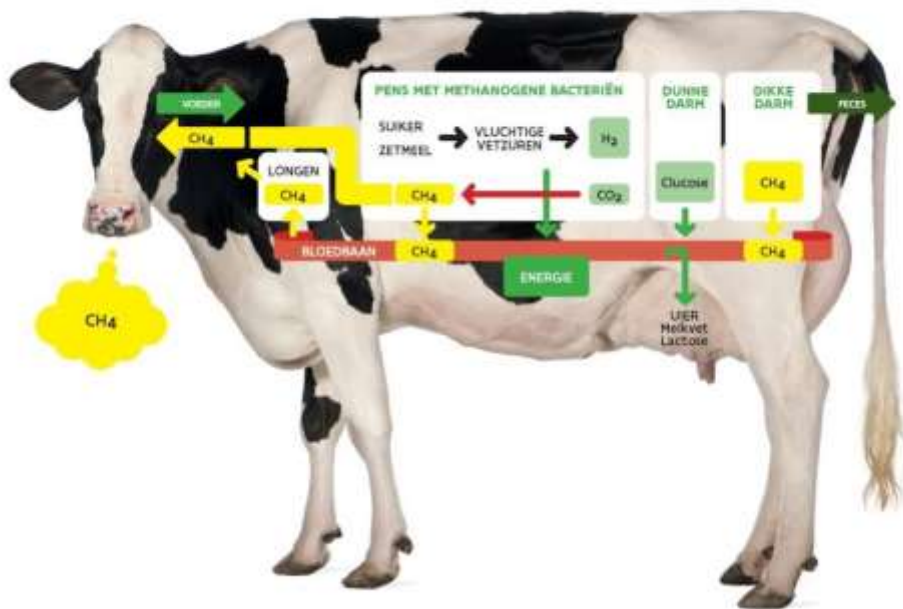 PENS MET METHANOGENE BACTERIËN
DUNNE
DARM
DIKKE
DARM
VOEDER
FECES
SUIKER
ZETMEEL
VLUCHTIGE
VETZUREN
H₂
CH4
LONGEN
CH4
CH4
CO₂
Glucose
CH4
BLOEDBAAN
CH4
CH4
ENERGIE
CH4
UIER
Melkvet
Lactose